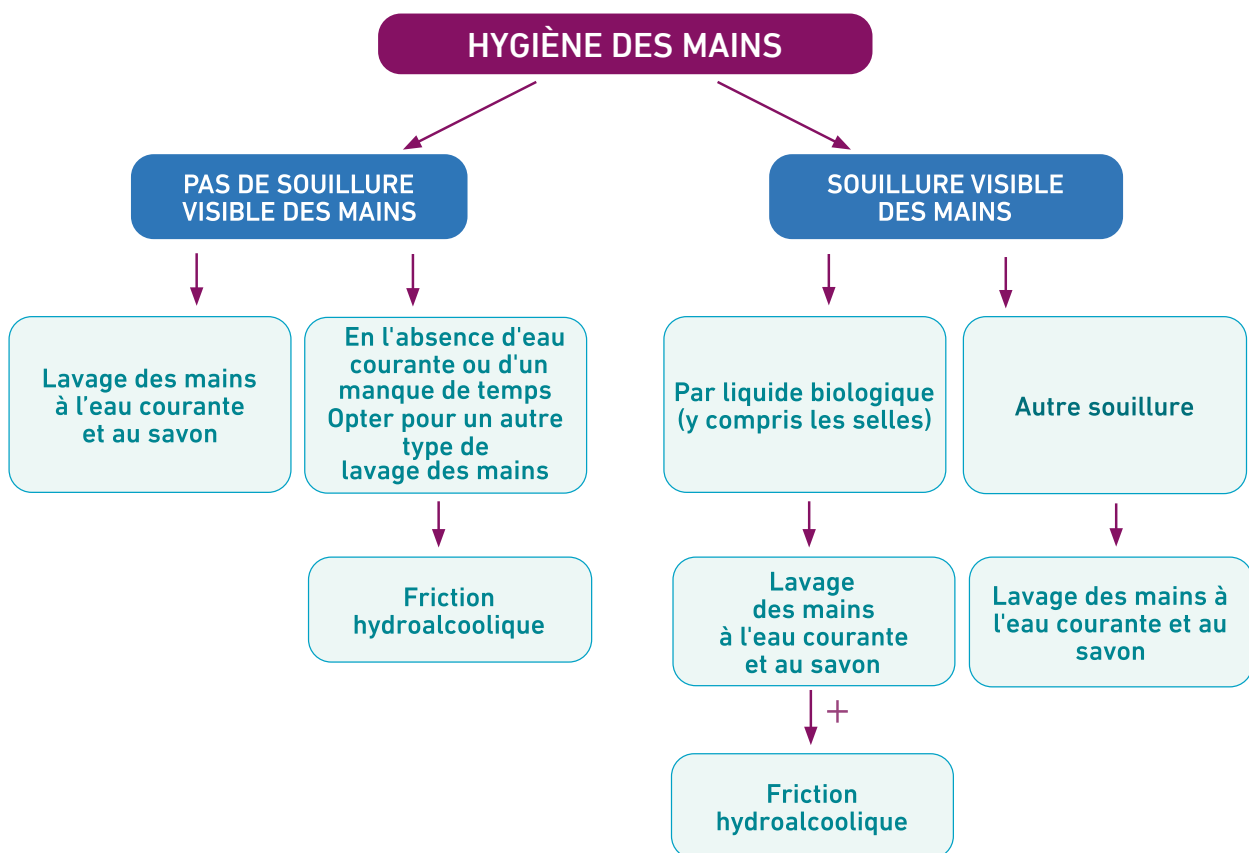 HYGIÈNE DES MAINS
PAS DE SOUILLURE
VISIBLE DES MAINS
SOUILLURE VISIBLE
DES MAINS
Lavage des mains
à l’eau courante
et au savon
En l'absence d'eau
courante ou d'un
manque de temps
Opter pour un autre
type de
lavage des mains
Par liquide biologique
(y compris les selles)
Autre souillure
Friction
hydroalcoolique
Lavage
des mains
à l'eau courante
et au savon
Lavage des mains à
l'eau courante et au
savon
+
Friction
hydroalcoolique